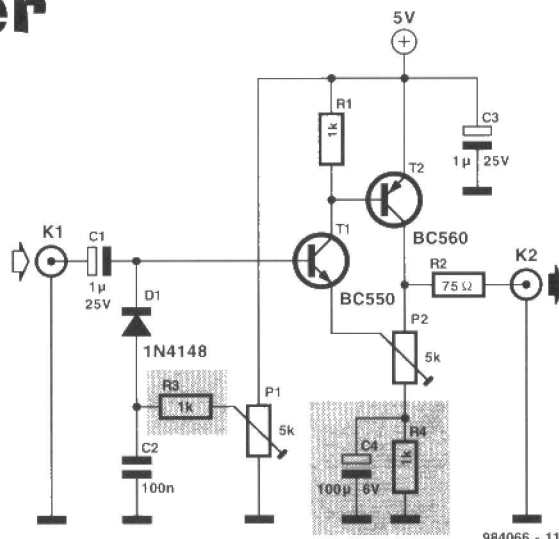 er
5V
R1
1k
C3
1µ 25V
T2
BC560
K1
C1
1µ
25V
T1
BC550
R2
75 Ω
K2
D1
1N4148
P2
5k
R3
1k
P1
5k
C2
100n
C4
100µ 6V
R4
1k
984066 - 11